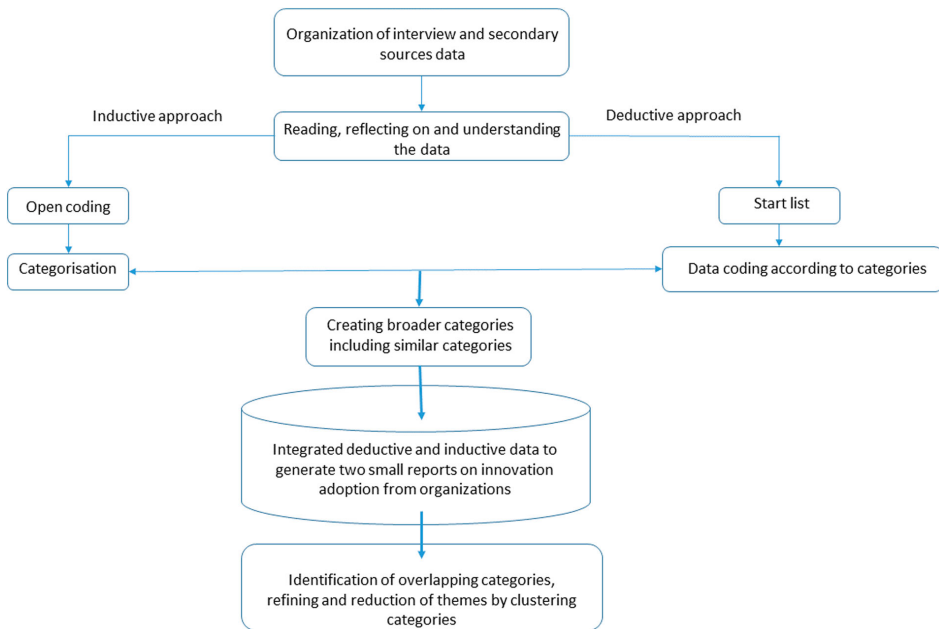 Organization of interview and secondary
sources data
Inductive approach
Deductive approach
Reading, reflecting on and understanding
the data
Open coding
Start list
Categorisation
Data coding according to categories
Creating broader categories
including similar categories
Integrated deductive and inductive data to
generate two small reports on innovation
adoption from organizations
Identification of overlapping categories,
refining and reduction of themes by clustering
categories